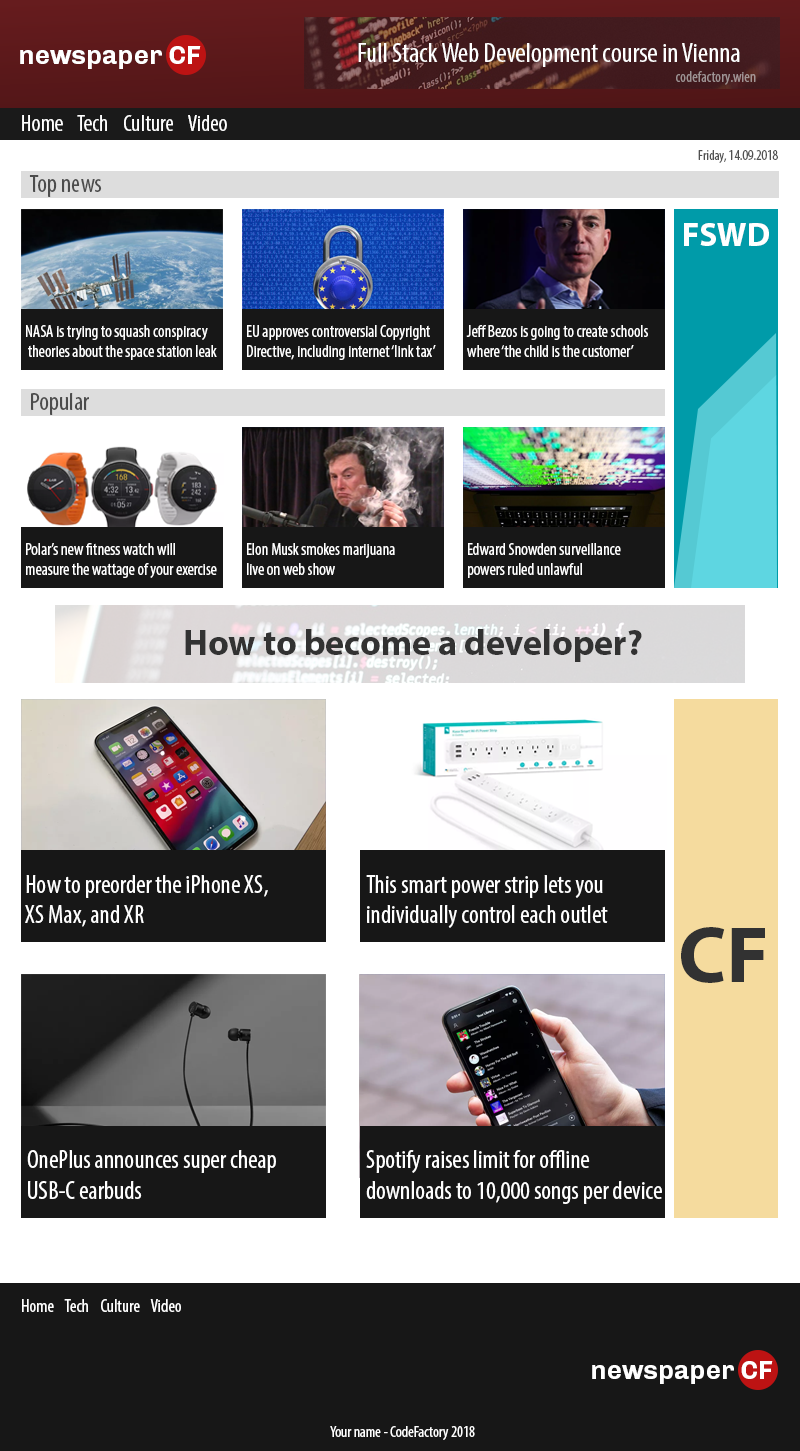 newspaper CF
Full Stack Web Development course in Vienna
codefactory.wien
Home Tech Culture Video
Friday, 14.09.2018
Top news
FSWD
NASA is trying to squash conspiracy
theories about the space station leak
EU approves controversial Copyright
Directive, including internet ‘link tax’
Jeff Bezos is going to create schools
where ‘the child is the customer’
Popular
Polar’s new fitness watch will
measure the wattage of your exercise
Elon Musk smokes marijuana
live on web show
Edward Snowden surveillance
powers ruled unlawful
How to become a developer?
How to preorder the iPhone XS,
XS Max, and XR
This smart power strip lets you
individually control each outlet
CF
OnePlus announces super cheap
USB-C earbuds
Spotify raises limit for offline
downloads to 10,000 songs per device
Home Tech Culture Video
newspaper CF
Your name - CodeFactory 2018